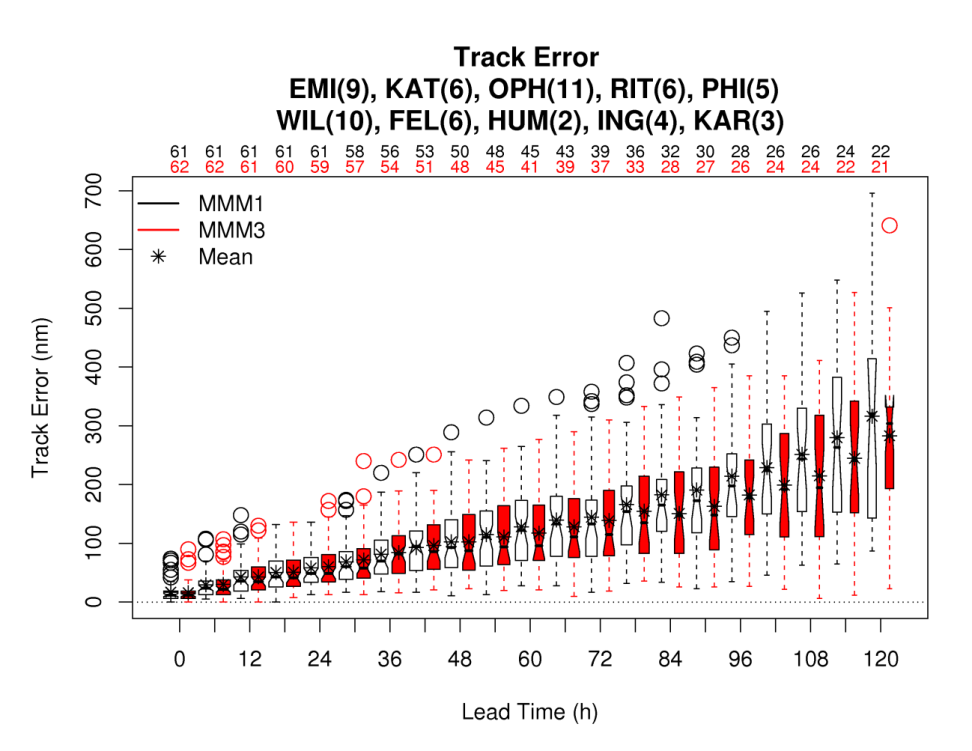 Track Error
EMI(9), KAT(6), OPH(11), RIT(6), PHI(5)
WIL(10), FEL(6), HUM(2), ING(4), KAR(3)
61 61 61 61 61 58 56 53 50 48 45 43 39 36 32 30 28 26 26 24 22
62 62 61 60 59 57 54 51 48 45 41 39 37 33 28 27 26 24 24 22 21
MMM1
MMM3
Mean
Track Error (nm)
700
600
500
400
300
200
100
0
0 12 24 36 48 60 72 84 96 108 120
Lead Time (h)